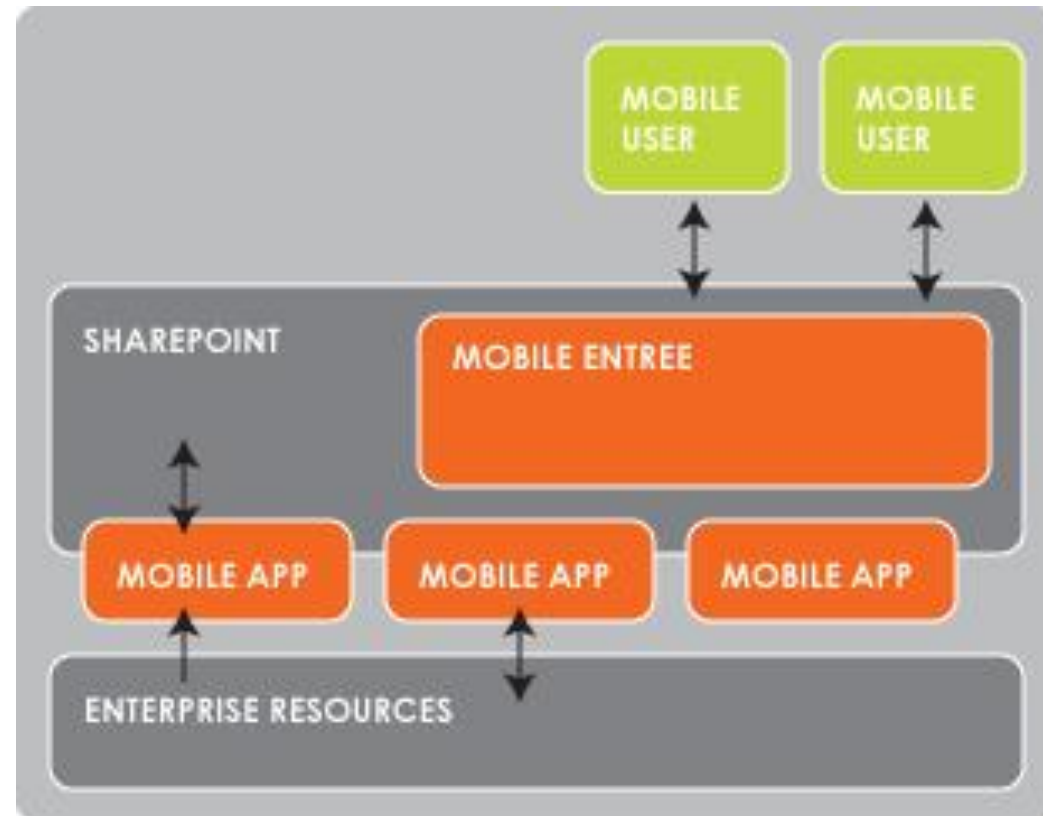 MOBILE
USER
MOBILE
USER
SHAREPOINT
MOBILE ENTREE
MOBILE APP
MOBILE APP
MOBILE APP
ENTERPRISE RESOURCES